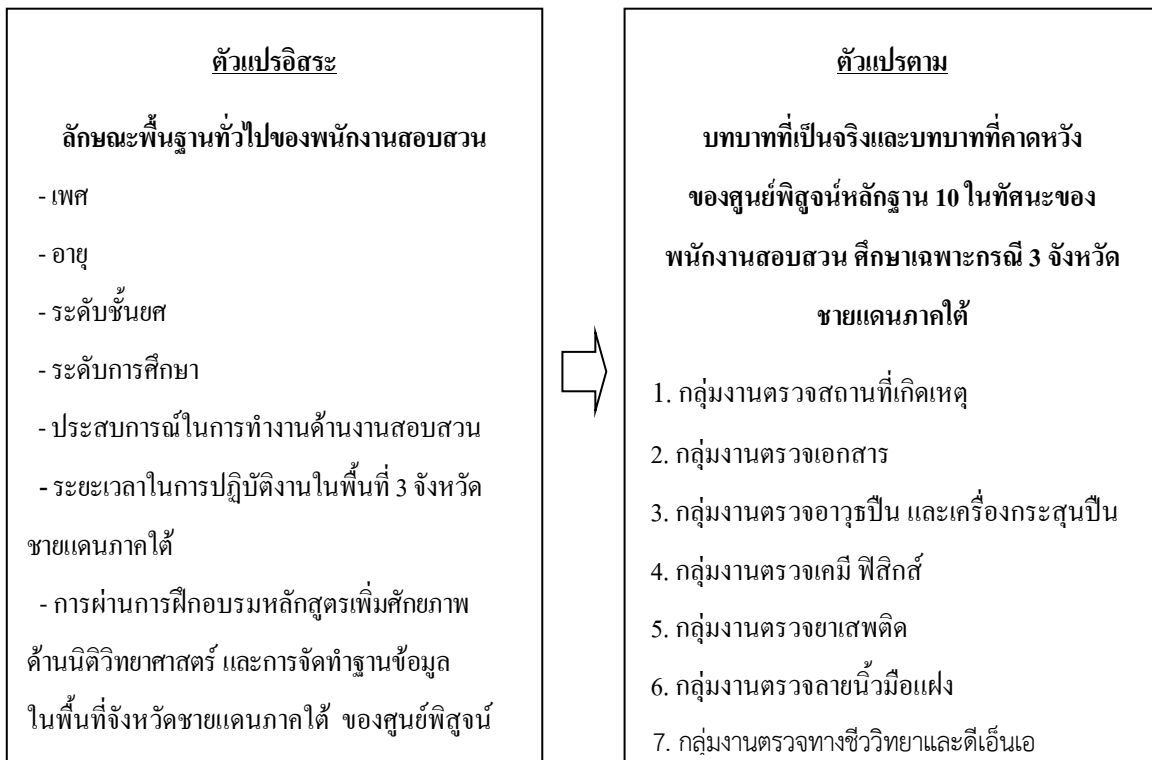 ตัวแปรอิสระ
ลักษณะพื้นฐานทั่วไปของพนักงานสอบสวน
- เพศ
- อายุ
- ระดับชั้นยศ
- ระดับการศึกษา
- ประสบการณ์ในการทำงานด้านงานสอบสวน
- ระยะเวลาในการปฏิบัติงานในพื้นที่ 3 จังหวัด
ชายแดนภาคใต้
- การผ่านการฝึกอบรมหลักสูตรเพิ่มศักยภาพ
ด้านนิติวิทยาศาสตร์ และการจัดทำฐานข้อมูล
ในพื้นที่จังหวัดชายแดนภาคใต้ ของศูนย์พิสูจน์
ตัวแปรตาม
บทบาทที่เป็นจริงและบทบาทที่คาดหวัง
ของศูนย์พิสูจน์หลักฐาน 10 ในทัศนะของ
พนักงานสอบสวน ศึกษาเฉพาะกรณี 3 จังหวัด
ชายแดนภาคใต้
1. กลุ่มงานตรวจสถานที่เกิดเหตุ
2. กลุ่มงานตรวจเอกสาร
3. กลุ่มงานตรวจอาวุธปืน และเครื่องกระสุนปืน
4. กลุ่มงานตรวจเคมี ฟิสิกส์
5. กลุ่มงานตรวจยาเสพติด
6. กลุ่มงานตรวจลายนิ้วมือแฝง
7. กลุ่มงานตรวจทางชีววิทยาและดีเอ็นเอ